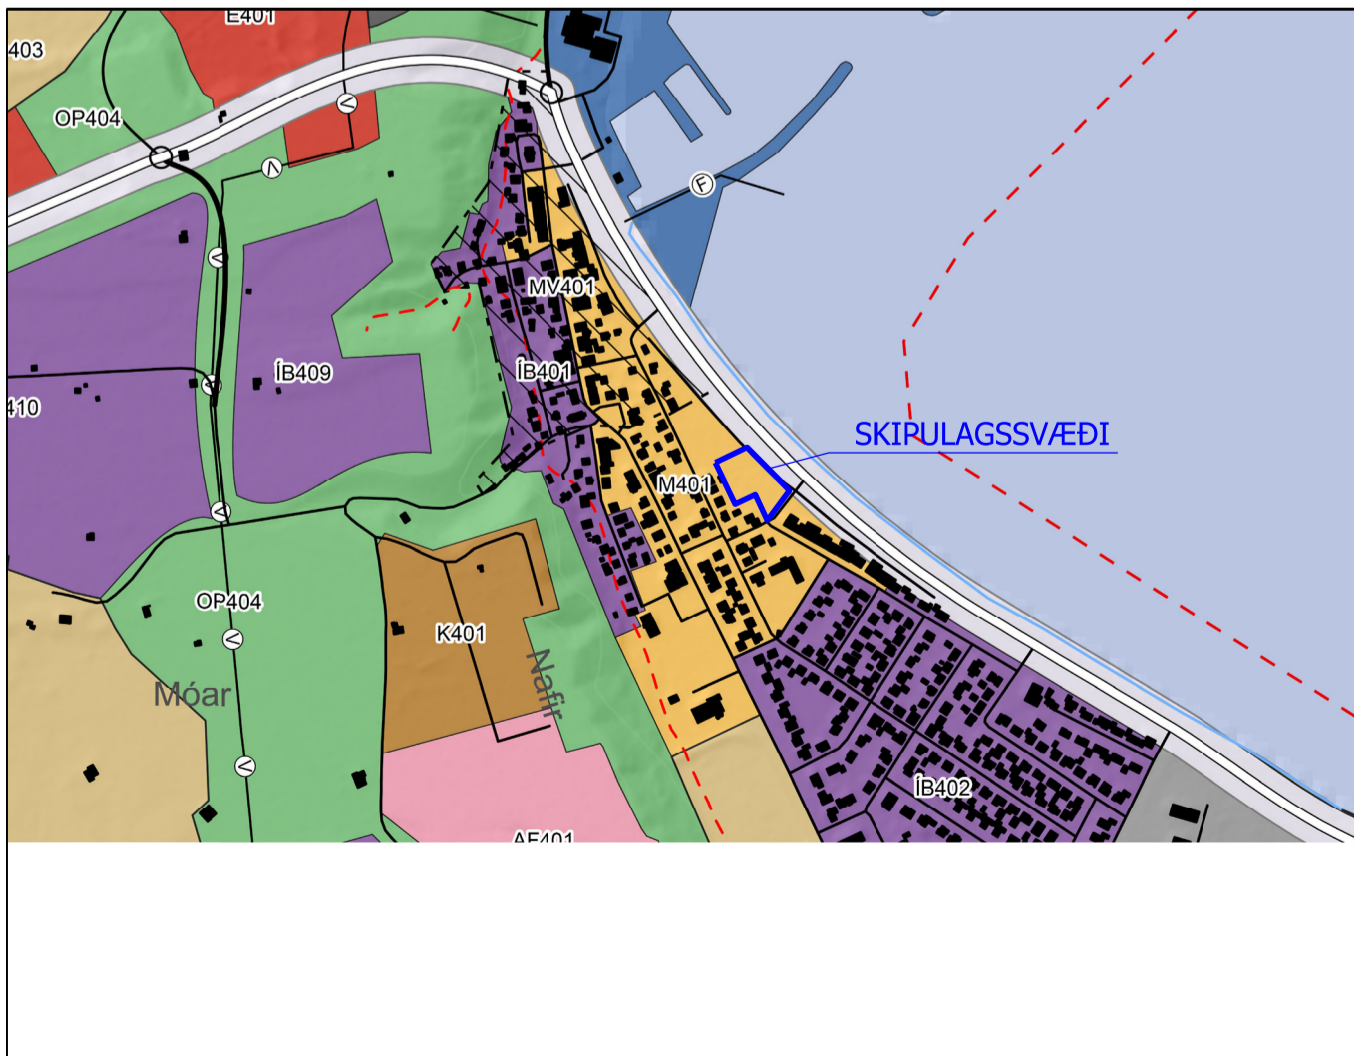 E401
403
OP404
V
V
F
V
MV401
ÍB409
ÍB401
V
410
SKIPULAGSSVÆÐI
M401
V
OP404
V
K401
Nafir
Móar
V
ÍB402
AF401